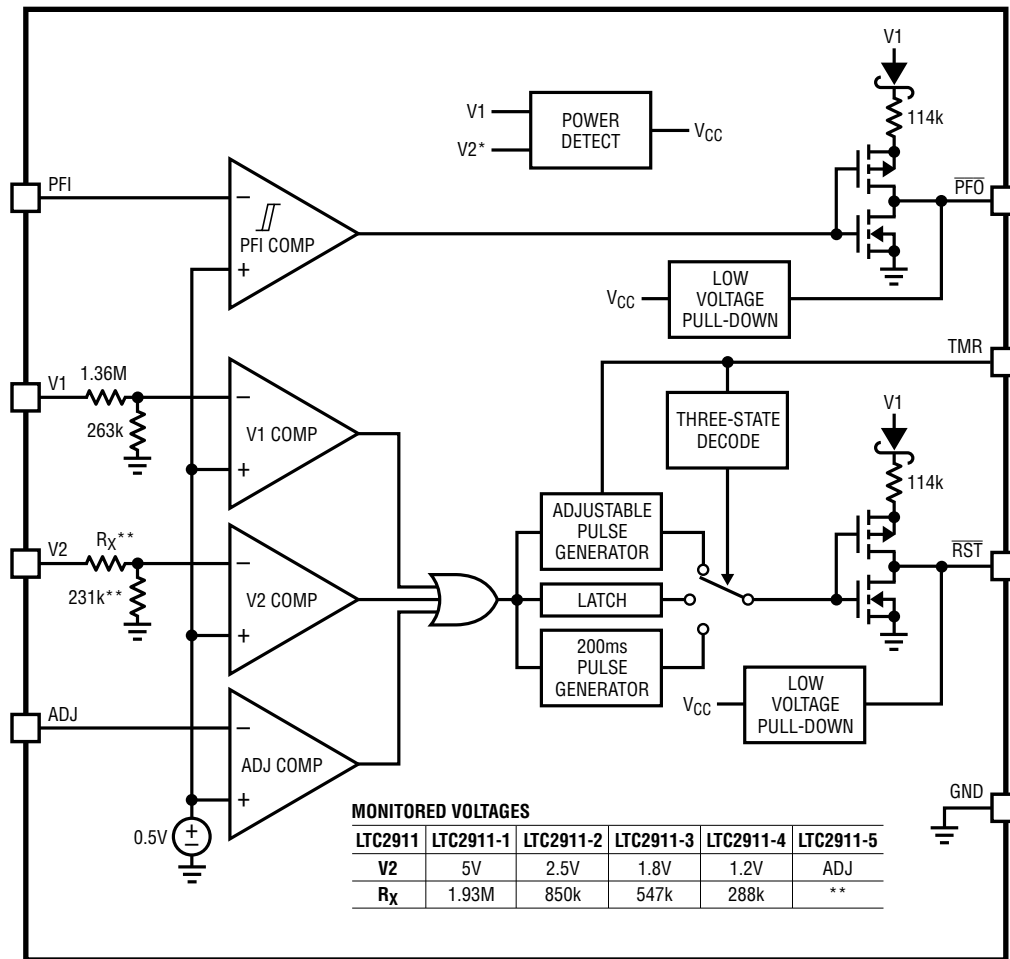 V1
114k
V1
V2*
POWER
DETECT
VCC
PFI
−
PFI COMP
+
PFO
VCC
LOW
VOLTAGE
PULL-DOWN
TMR
V1
1.36M
263k
−
V1 COMP
+
THREE-STATE
DECODE
V1
114k
ADJUSTABLE
PULSE
GENERATOR
V2
RX**
231k**
−
V2 COMP
+
LATCH
200ms
PULSE
GENERATOR
RST
VCC
LOW
VOLTAGE
PULL-DOWN
ADJ
−
ADJ COMP
+
0.5V
+
−
GND
MONITORED VOLTAGES
LTC2911 LTC2911-1 LTC2911-2 LTC2911-3 LTC2911-4 LTC2911-5
V2 5V 2.5V 1.8V 1.2V ADJ
RX 1.93M 850k 547k 288k **